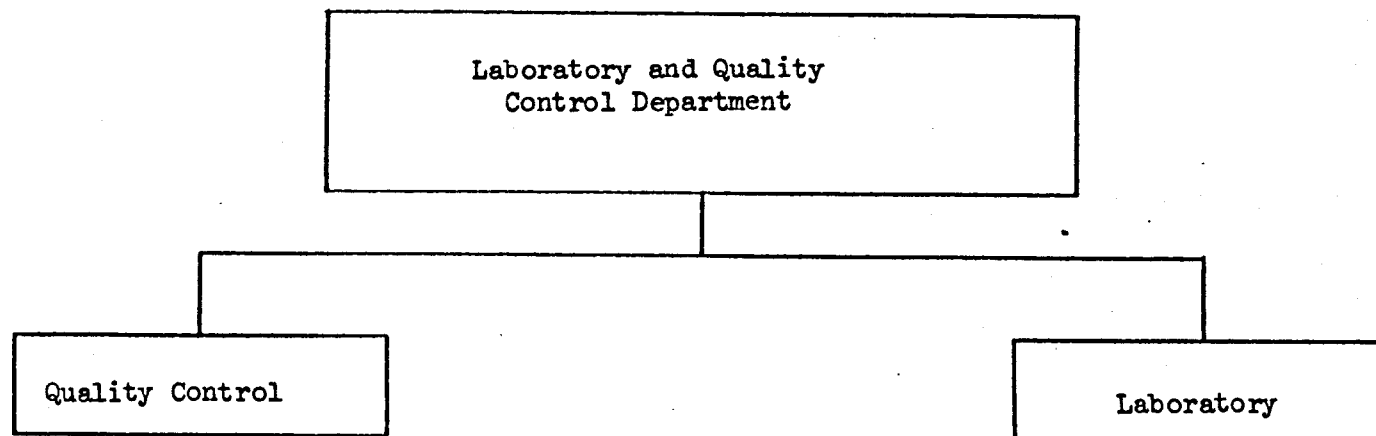 Laboratory and Quality
Control Department
Quality Control
Laboratory